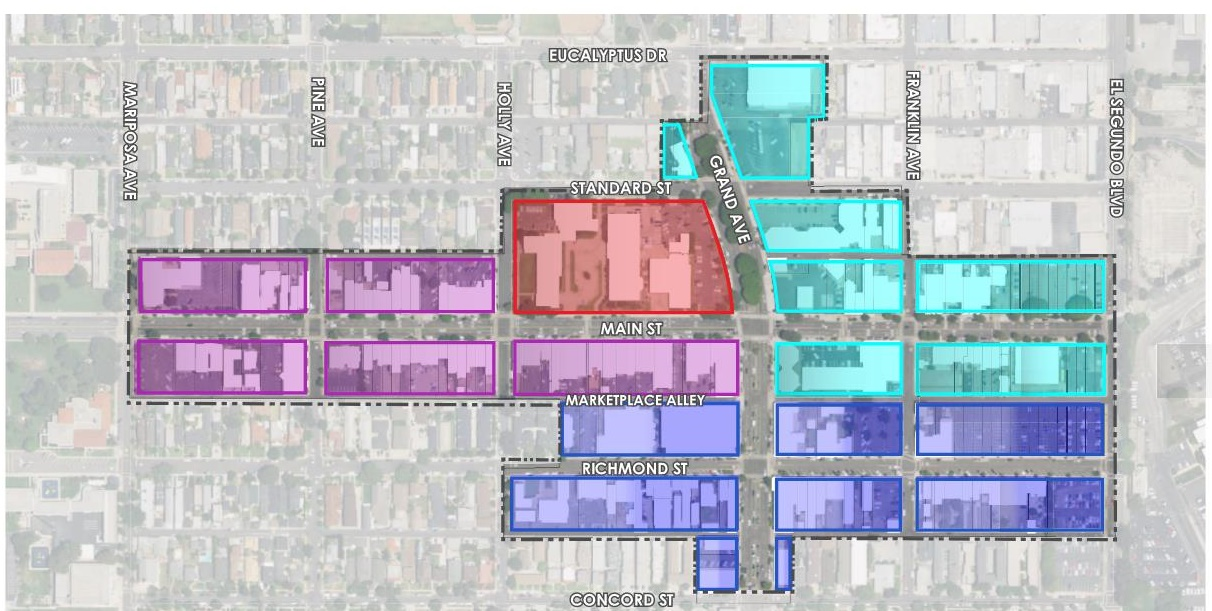 EUCALYPTUS DR
MARIPOSA AVE
PINE AVE
HOLLY AVE
FRANKLIN AVE
EL SEGUNDO BLVD
GRAND AVE
STANDARD ST
MAIN ST
MARKETPLACE ALLEY
RICHMOND ST
CONCORD ST